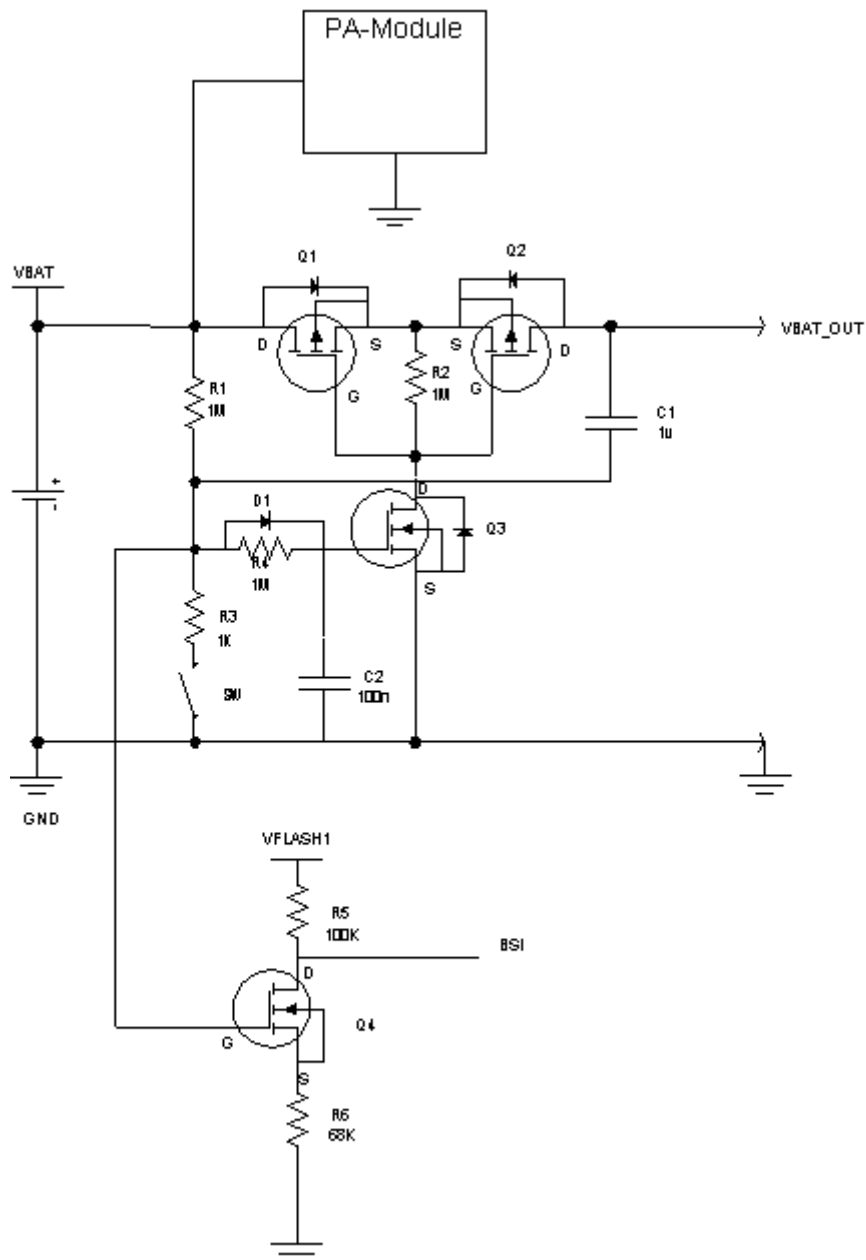 PA-Module
VBAT
Q1
Q2
VBAT_OUT
D
S
S
D
G
G
R1
1M
R2
1M
C1
1u
+
-
D1
D
Q3
R4
1M
S
R3
1K
SW
C2
100n
GND
VFLASH1
R5
100K
BSI
D
Q4
G
S
R6
68K